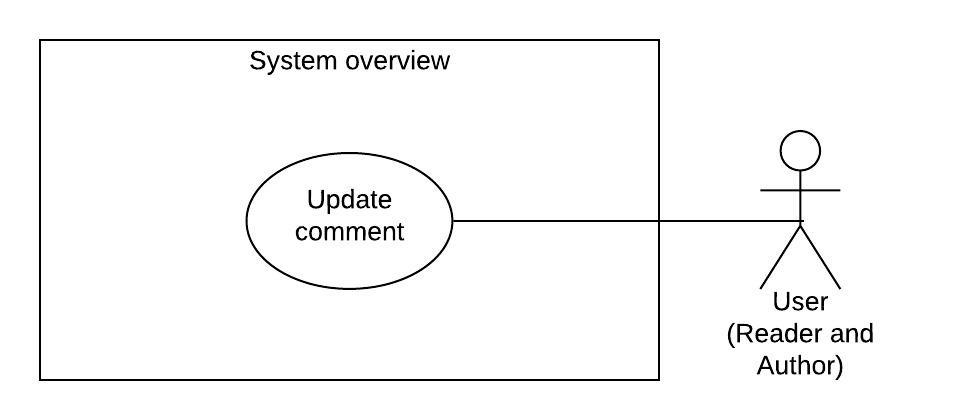 System overview
Update
comment
User
(Reader and
Author)